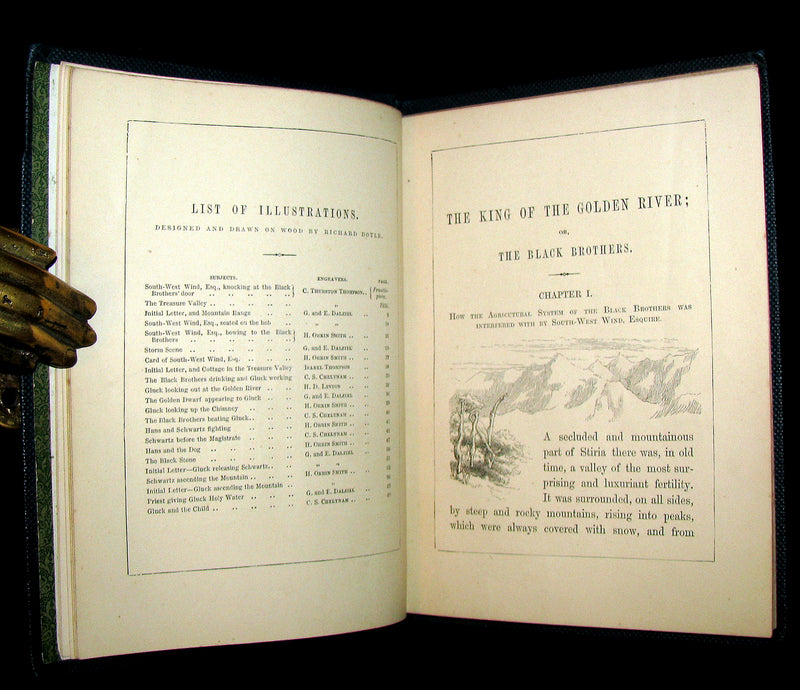 LIST OF ILLUSTRATIONS.
DESIGNED AND DRAWN ON WOOD BY RICHARD DOYLE.
SUBJECTS. ENGRAVERS. PAGE.
South-West Wind, Esq., knocking at the Black
Brothers' door C. Thurston Thompson. Frontispiece.
The Treasure Valley „ Title.
Initial Letter, and Mountain Range G. and E. Dalziel
South-West Wind, Esq., seated on the hob „ „
South-West Wind, Esq., bowing to the Black
Brothers H. Orrin Smith
Storm Scene G. and E. Dalziel
Card of South-West Wind, Esq. H. Orrin Smith
Initial Letter, and Cottage in the Treasure Valley Isabel Thompson
The Black Brothers drinking and Gluck working C. S. Cheltnam
Gluck looking out at the Golden River H. D. Linton
The Golden Dwarf appearing to Gluck G. and E. Dalziel
Gluck looking up the Chimney H. Orrin Smith
The Black Brothers beating Gluck C. S. Cheltnam
Hans and Schwartz fighting H. Orrin Smith
Schwartz before the Magistrate C. S. Cheltnam
Hans and the Dog H. Orrin Smith
The Black Stone G. and E. Dalziel
Initial Letter—Gluck releasing Schwartz „ „
Schwartz ascending the Mountain H. Orrin Smith
Initial Letter—Gluck ascending the Mountain „
Priest giving Gluck Holy Water G. and E. Dalziel
Gluck and the Child C. S. Cheltnam
THE KING OF THE GOLDEN RIVER;
OR,
THE BLACK BROTHERS.
CHAPTER I.
How the Agricultural System of the Black Brothers was
interfered with by South-West Wind, Esquire.
A secluded and mountainous
part of Stiria there was, in old
time, a valley of the most sur-
prising and luxuriant fertility.
It was surrounded, on all sides,
by steep and rocky mountains, rising into peaks,
which were always covered with snow, and from